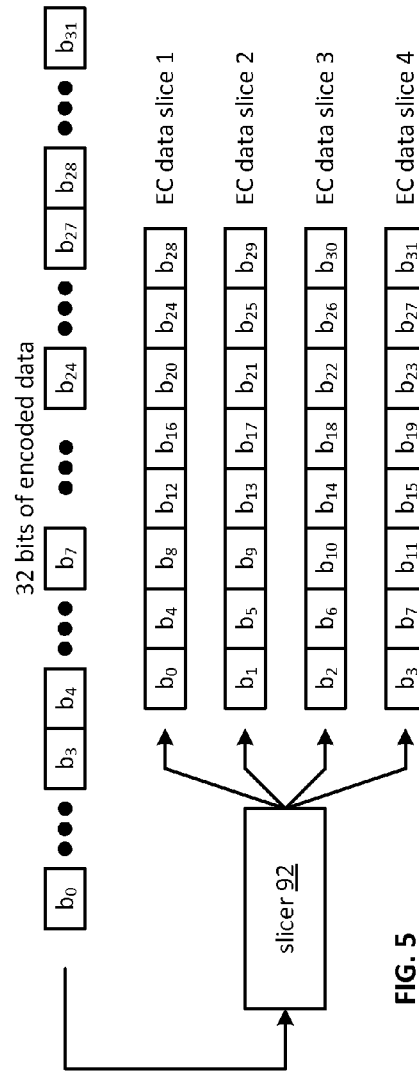 32 bits of encoded data
b₀ ●●● b₃ b₄ ●●● b₇ ●●● b₂₄ ●●● b₂₇ b₂₈ ●●● b₃₁
b₀ b₄ b₈ b₁₂ b₁₆ b₂₀ b₂₄ b₂₈ EC data slice 1
b₁ b₅ b₉ b₁₃ b₁₇ b₂₁ b₂₅ b₂₉ EC data slice 2
slicer 92
b₂ b₆ b₁₀ b₁₄ b₁₈ b₂₂ b₂₆ b₃₀ EC data slice 3
b₃ b₇ b₁₁ b₁₅ b₁₉ b₂₃ b₂₇ b₃₁ EC data slice 4
FIG. 5